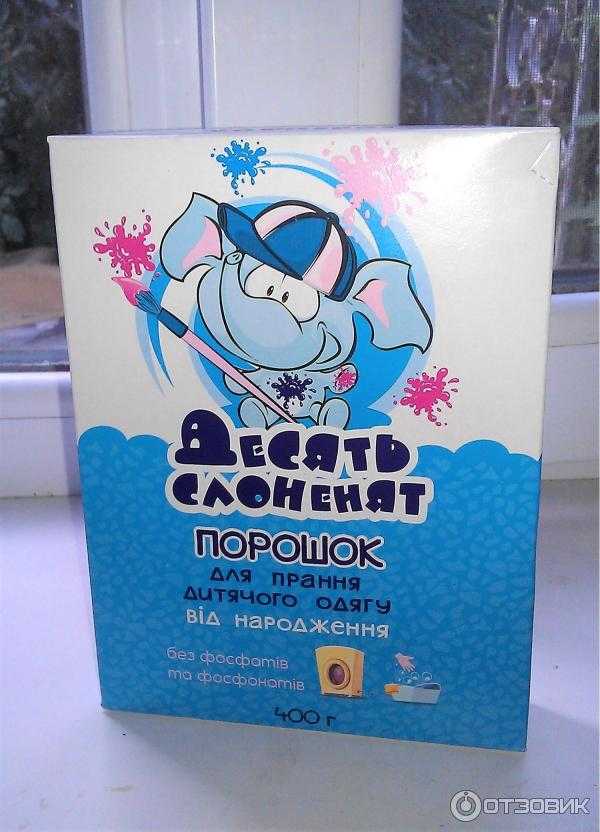 Десять
слоненят
ПОРОШОК
для прання
дитячого одягу
від народження
без фосфатів
та фосфонатів
400 г
ОТЗОВИК